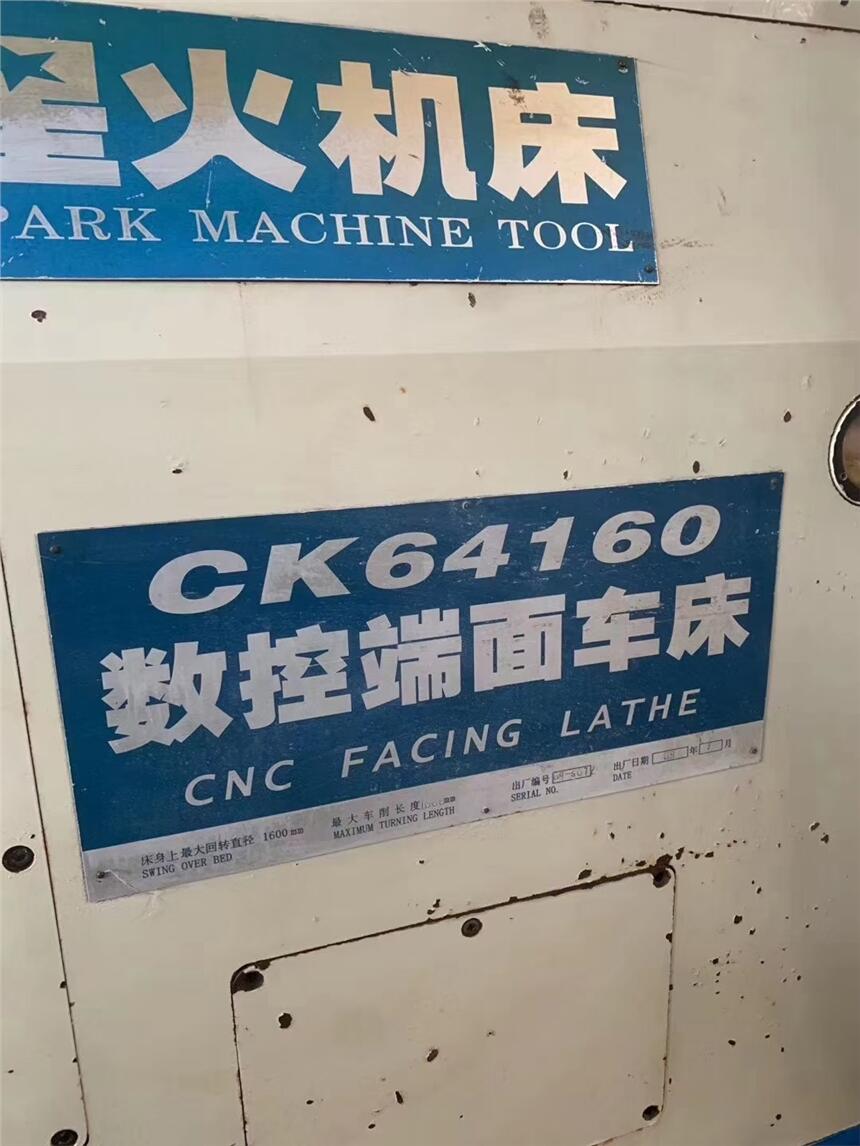 星火机床
PARK MACHINE TOOL
CK64160
数控端面车床
CNC FACING LATHE
床身上最大回转直径 1600mm
SWING OVER BED
最大车削长度 mm
MAXIMUM TURNING LENGTH
出厂编号
SERIAL NO.
出厂日期 年 月
DATE